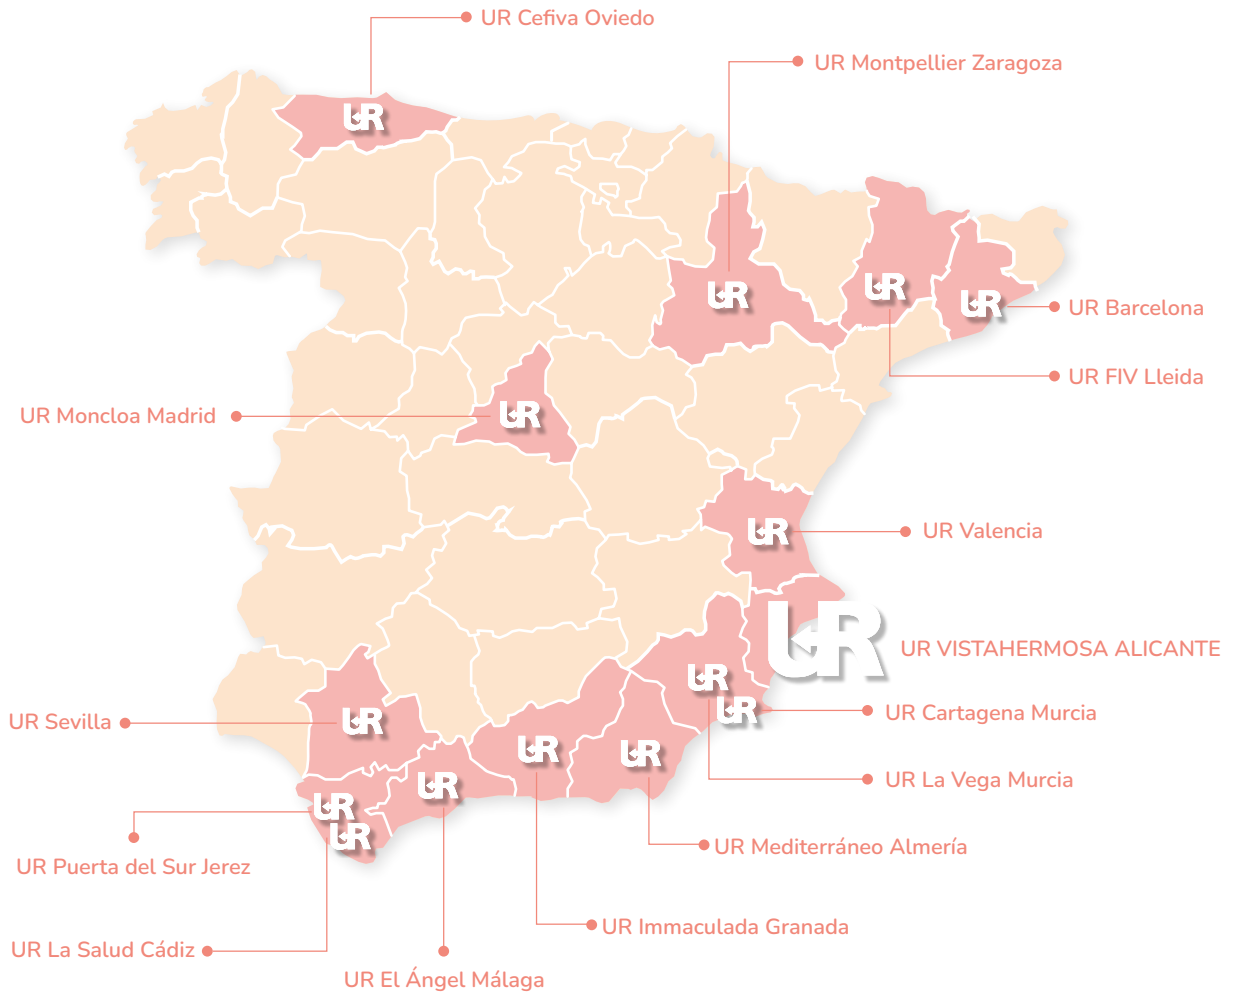 UR Cefiva Oviedo
UR Montpellier Zaragoza
UR
UR
UR
UR
UR Barcelona
UR FIV Lleida
UR Moncloa Madrid
UR
UR
UR Valencia
UR
UR VISTAHERMOSA ALICANTE
UR
UR
UR Cartagena Murcia
UR Sevilla
UR
UR
UR
UR La Vega Murcia
UR
UR
UR
UR Mediterráneo Almería
UR Puerta del Sur Jerez
UR Immaculada Granada
UR La Salud Cádiz
UR El Ángel Málaga